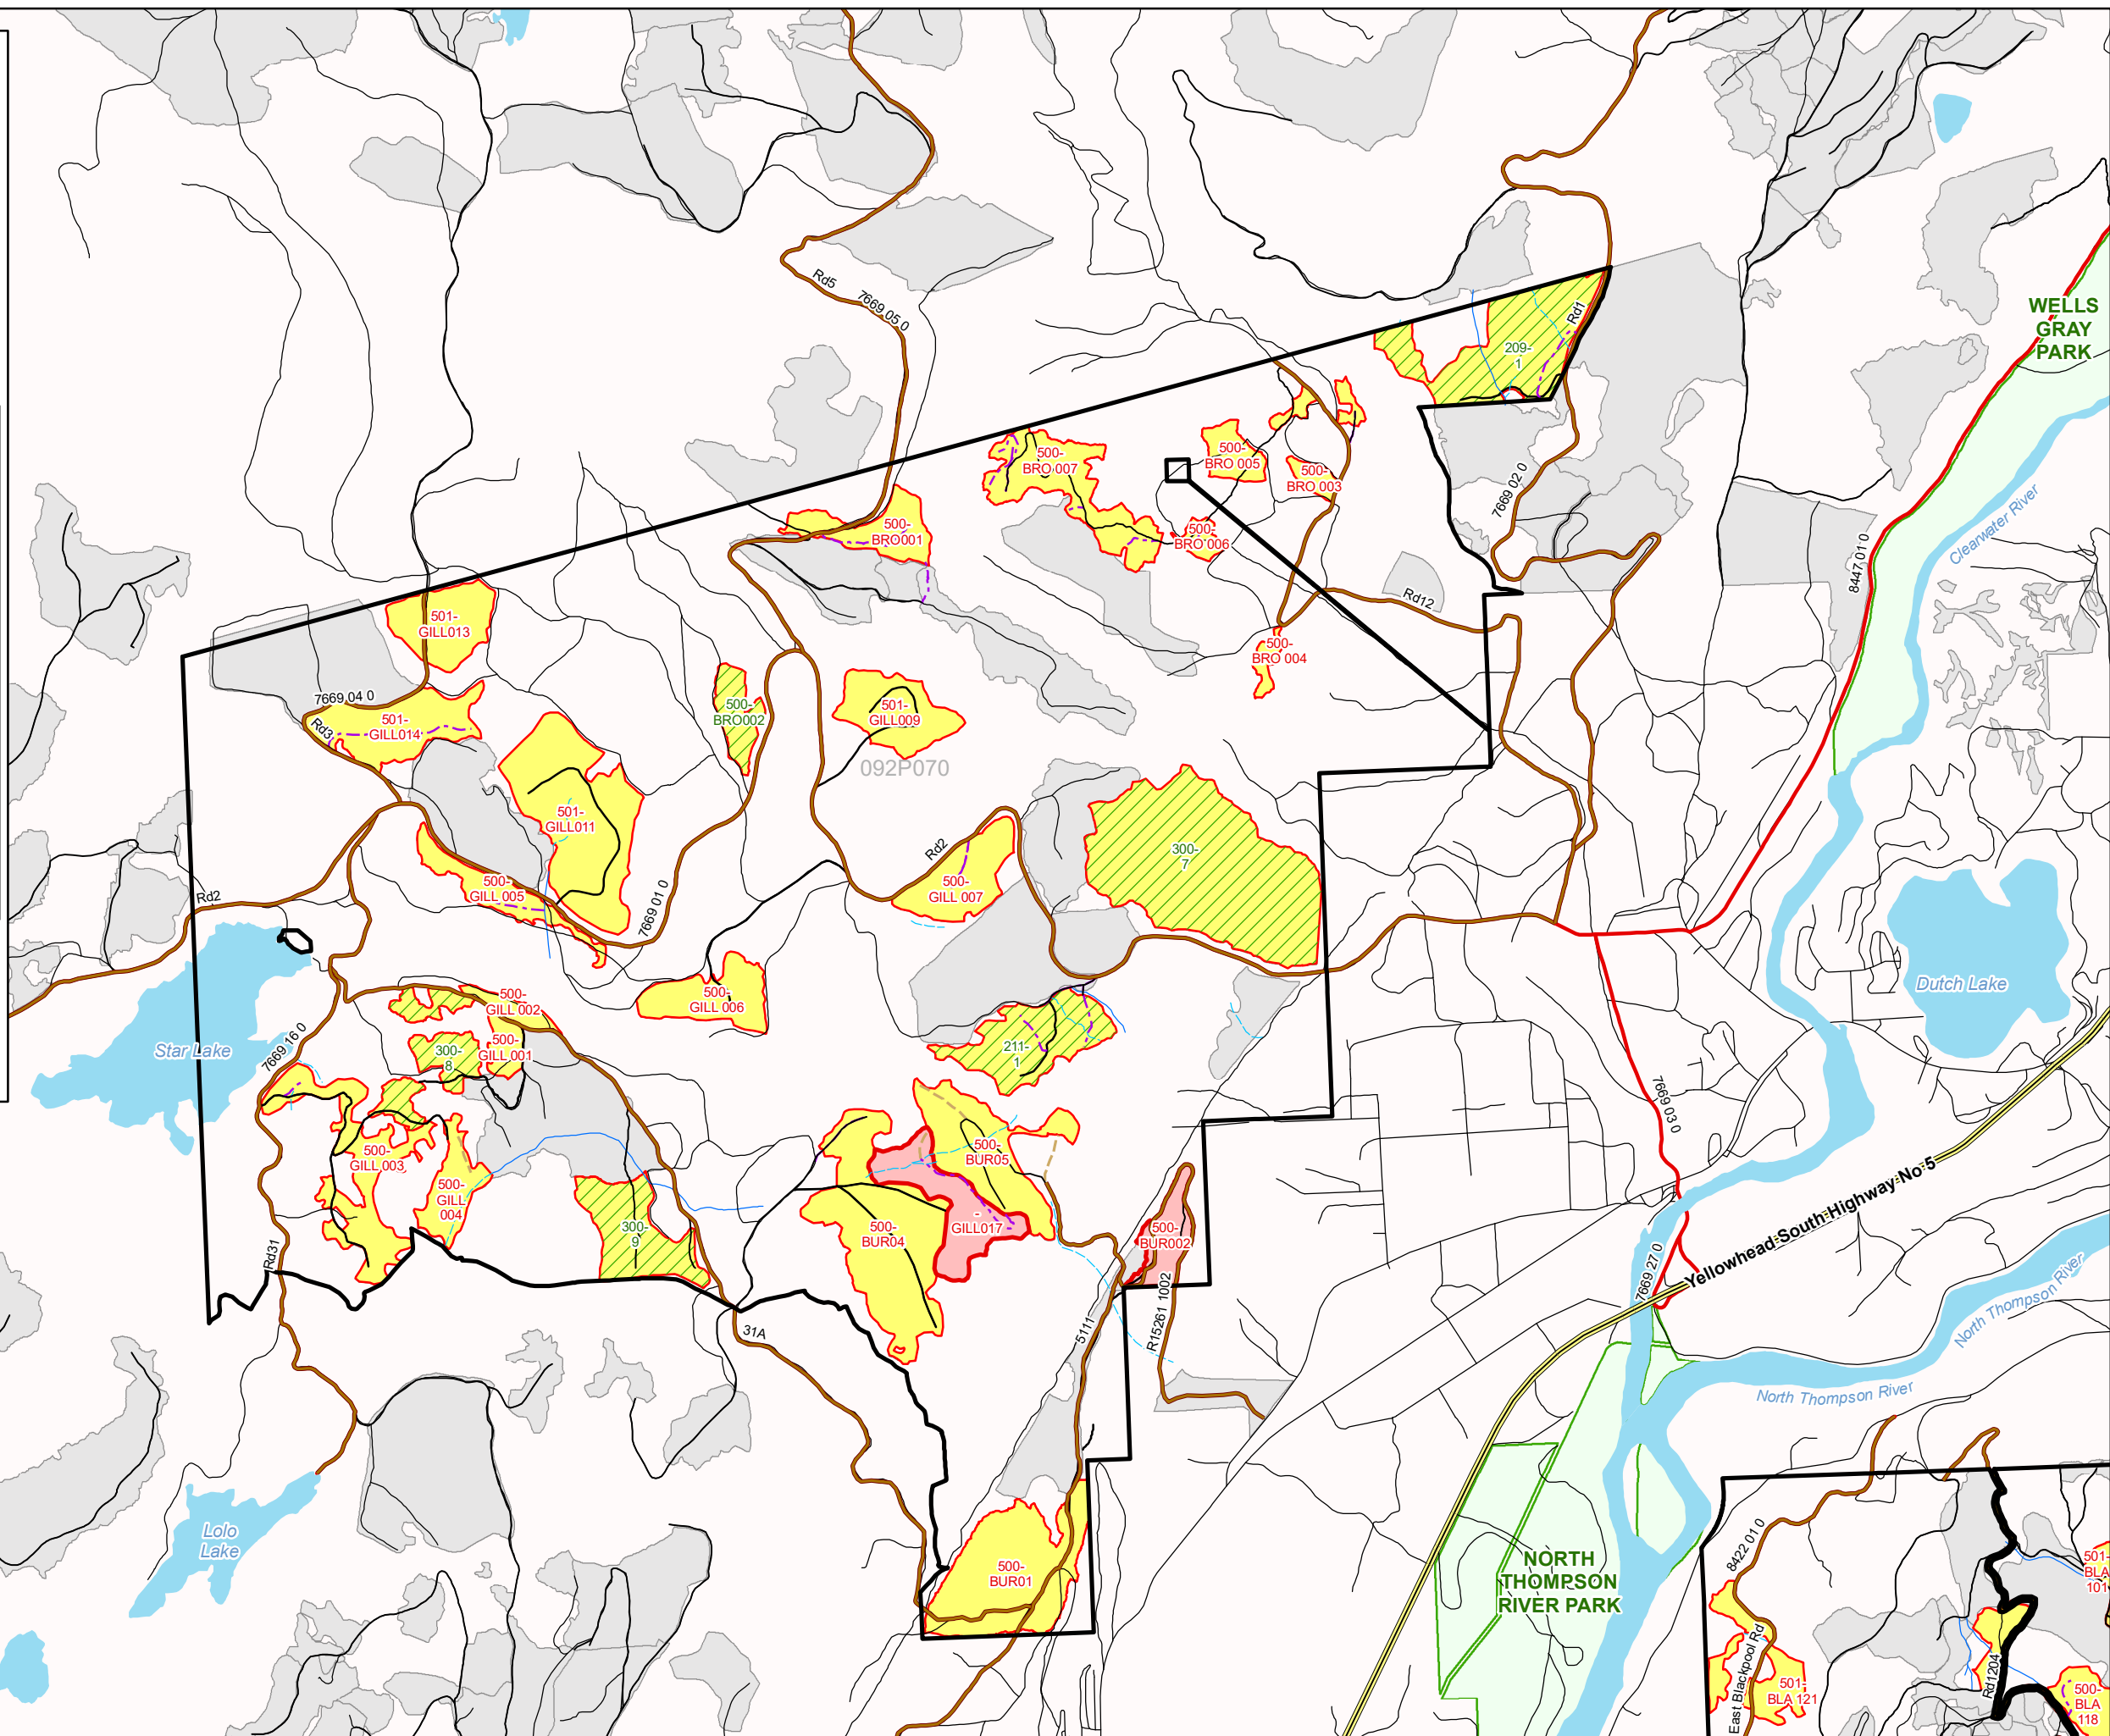 Rd5
7669 05 0
WELLS
GRAY
PARK
Rd1
209-
1
500-
BRO 007
500-
BRO 005
500-
BRO 003
7669 02 0
500-
BRO001
500-
BRO 006
Clearwater River
8447 01 0
Rd12
501-
GILL013
500-
BRO 004
7669 04 0
Rd3
501-
GILL014
500-
BRO002
501-
GILL009
092P070
501-
GILL011
Rd2
300-
7
500-
GILL 005
500-
GILL 007
Rd2
7669 01 0
500-
GILL 006
500-
GILL 002
Dutch Lake
Star Lake
7669 16 0
300-
8
500-
GILL 001
211-
1
7669 03 0
500-
GILL 003
500-
BUR05
500-
GILL
004
500-
BUR04
-
GILL017
500-
BUR002
300-
9
Rd31
Yellowhead South Highway No 5
7669 27 0
R15261 1002
5111
31A
North Thompson River
North Thompson River
Lolo
Lake
8422 01 0
500-
BUR01
NORTH
THOMPSON
RIVER PARK
501-
BLA
101
East Blackpool Rd
Rd1204
501-
BLA 121
500-
BLA
118